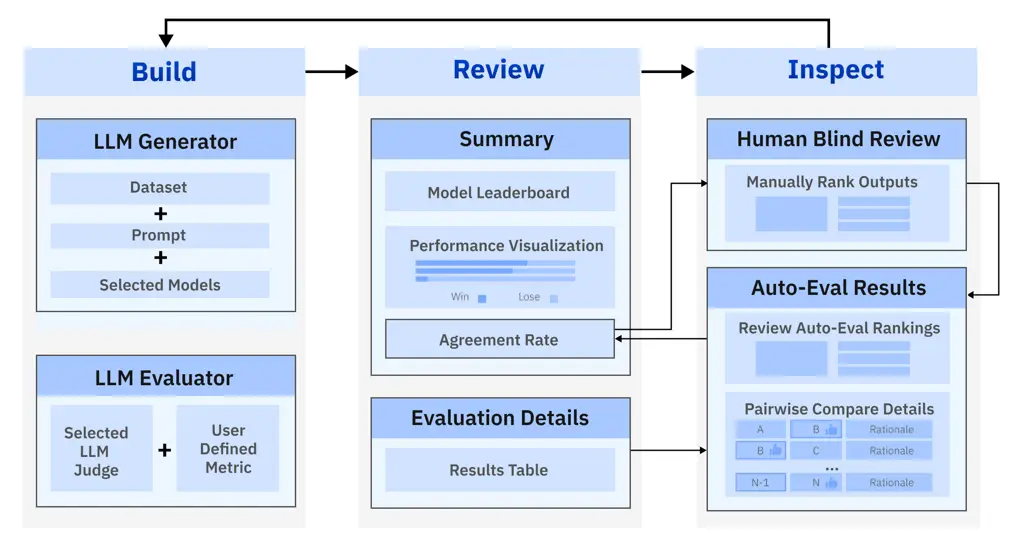 Build
Review
Inspect
LLM Generator
Dataset
+
Prompt
+
Selected Models
LLM Evaluator
Selected
LLM
Judge
+
User
Defined
Metric
Summary
Model Leaderboard
Performance Visualization
Win
Lose
Agreement Rate
Evaluation Details
Results Table
Human Blind Review
Manually Rank Outputs
Auto-Eval Results
Review Auto-Eval Rankings
Pairwise Compare Details
A B Rationale
B C Rationale
...
N-1 N Rationale